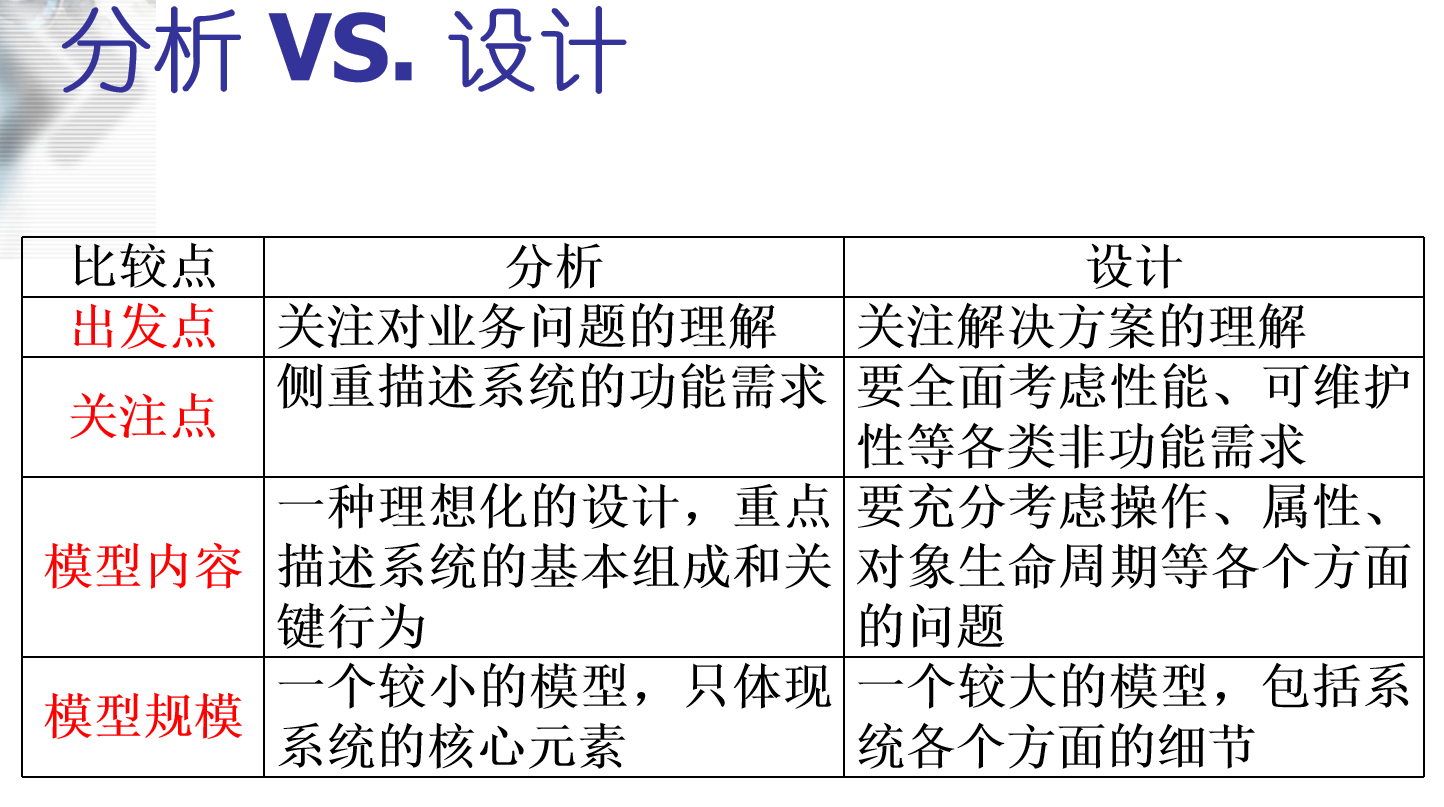 分析 VS. 设计
比较点 分析 设计
出发点 关注对业务问题的理解 关注解决方案的理解
关注点 侧重描述系统的功能需求 要全面考虑性能、可维护
性等各类非功能需求
模型内容 一种理想化的设计，重点
描述系统的基本组成和关
键行为
要充分考虑操作、属性、
对象生命周期等各个方面
的问题
模型规模 一个较小的模型，只体现
系统的核心元素
一个较大的模型，包括系
统各个方面的细节